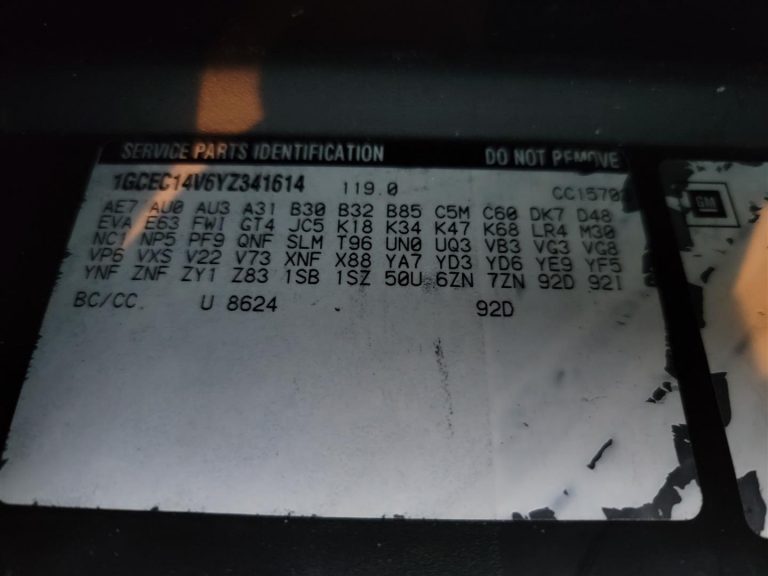 SERVICE PARTS IDENTIFICATION DO NOT REMOVE
1GCEC14V6YZ341614 119.0 CC15703
GM
AE7 AU0 AU3 A31 B30 B32 B85 C5M C60 DK7 D48
EVA E63 FWI GT4 JC5 K18 K34 K47 K68 LR4 M30
NC1 NP5 PF9 QNF SLM T96 UN0 UQ3 VB3 VG3 VG8
VP6 VXS V22 V73 XNF X88 YA7 YD3 YD6 YE9 YF5
YNF ZNF ZY1 Z83 1SB 1SZ 50U 6ZN 7ZN 92D 92I
BC/CC U 8624 92D